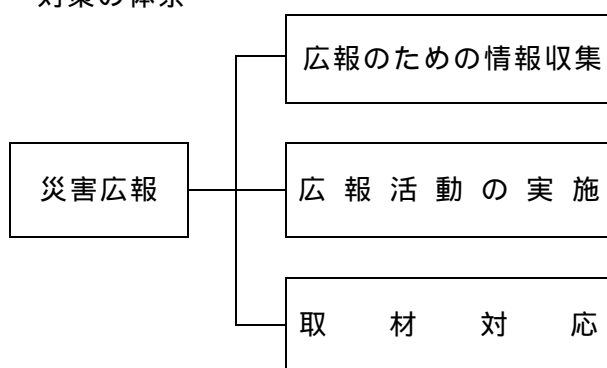 対策の体系
広報のための情報収集
災害広報
広報活動の実施
取材対応